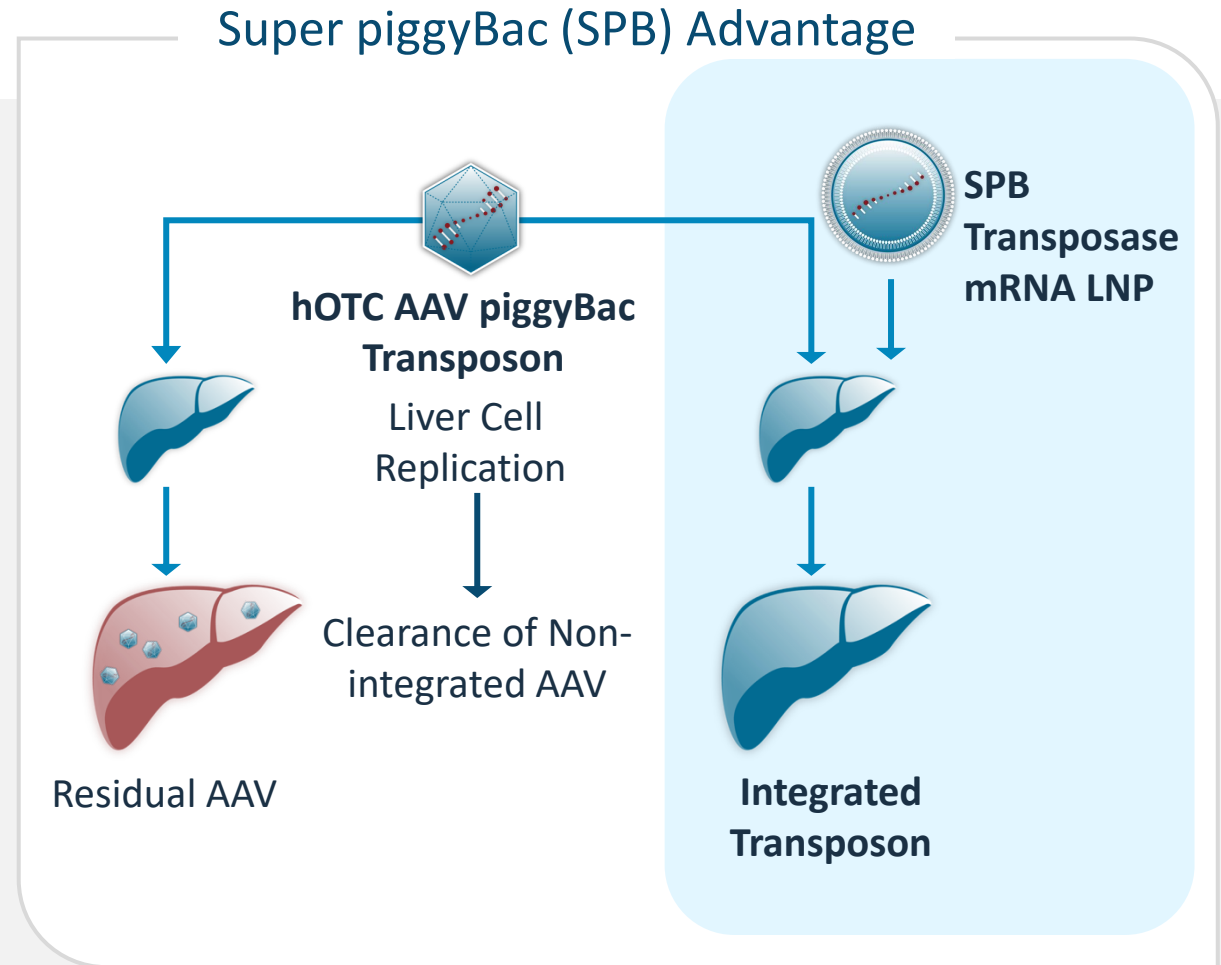 Super piggyBac (SPB) Advantage
SPB
Transposase
mRNA LNP
hOTC AAV piggyBac
Transposon
Liver Cell
Replication
Clearance of Non-
integrated AAV
Residual AAV
Integrated
Transposon